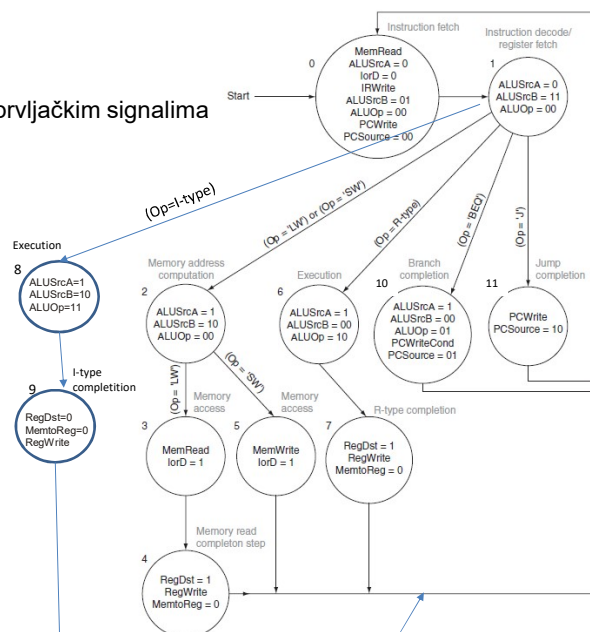 Instruction fetch
0
MemRead
ALUSrcA = 0
IorD = 0
IRWrite
ALUSrcB = 01
ALUOp = 00
PCWrite
PCSource = 00
Instruction decode/
register fetch
1
ALUSrcA = 0
ALUSrcB = 11
ALUOp = 00
Start
prvljačkim signalima
(Op=I-type)
(Op = 'LW') or (Op = 'SW')
(Op = R-type)
(Op = 'BEQ')
(Op = 'J')
Execution
8
ALUSrcA=1
ALUSrcB=10
ALUOp=11
Memory address
computation
2
ALUSrcA = 1
ALUSrcB = 10
ALUOp = 00
Execution
6
ALUSrcA = 1
ALUSrcB = 00
ALUOp = 10
Branch
completion
10
ALUSrcA = 1
ALUSrcB = 00
ALUOp = 01
PCWriteCond
PCSource = 01
Jump
completion
11
PCWrite
PCSource = 10
(Op = 'LW')
(Op = 'SW')
I-type
completition
9
RegDst=0
MemtoReg=0
RegWrite
Memory
access
3
MemRead
IorD = 1
Memory
access
5
MemWrite
IorD = 1
R-type completion
7
RegDst = 1
RegWrite
MemtoReg = 0
Memory read
completon step
4
RegDst = 1
RegWrite
MemtoReg = 0